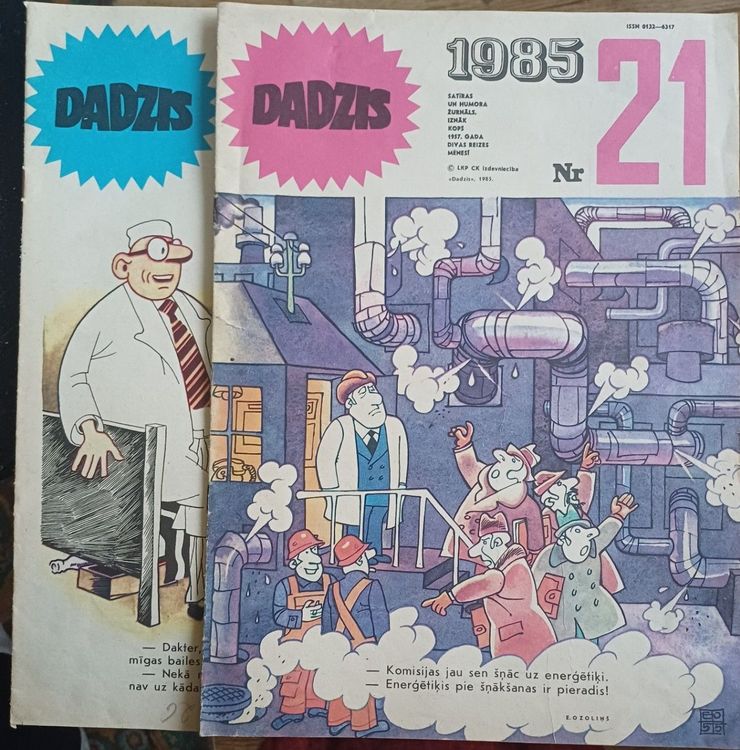 DADZIS
— Dakter,
mīgas bailes
— Nekā
nav uz kāda
DADZIS
1985
ISSN 0132—6317
21
SATĪRAS
UN HUMORA
ŽURNĀLS.
IZNĀK
KOPŠ
1957. GADA
DIVAS REIZES
MĒNESĪ
© LKP CK Izdevniecība
«Dadzis», 1985.
Nr
— Komisijas jau sen šņāc uz enerģētiķi.
— Enerģētiķis pie šņākšanas ir pieradis!
E.OZOLIŅŠ